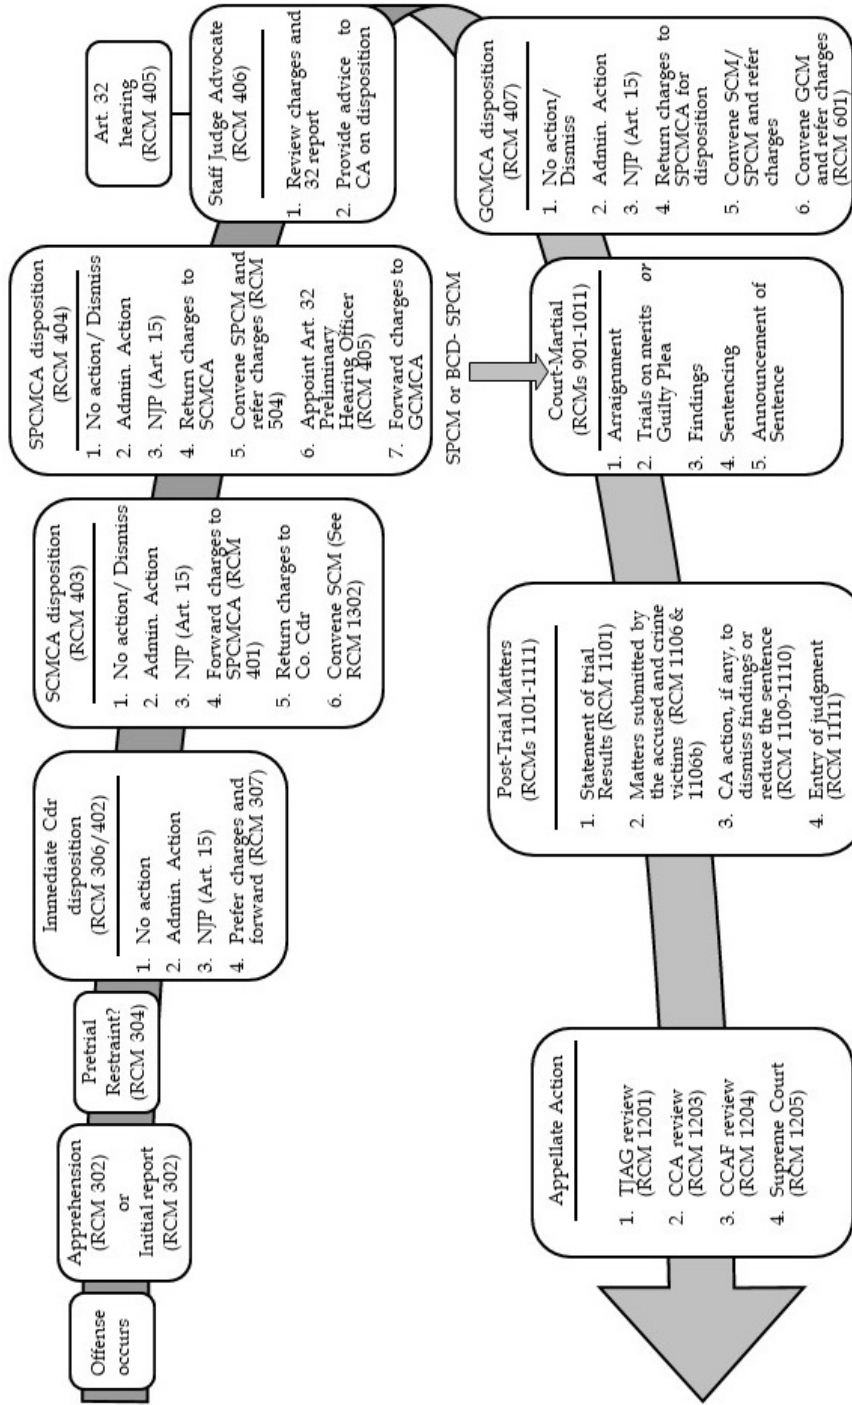 Offense
occurs
Apprehension
(RCM 302)
or
Initial report
(RCM 302)
Pretrial
Restraint?
(RCM 304)
Immediate Cdr
disposition
(RCM 306/402)
1. No action
2. Admin. Action
3. NJP (Art. 15)
4. Prefer charges and
forward (RCM 307)
SCMCA disposition
(RCM 403)
1. No action/ Dismiss
2. Admin. Action
3. NJP (Art. 15)
4. Forward charges to
SPCMCA (RCM
401)
5. Return charges to
Co. Cdr
6. Convene SCM (See
RCM 1302)
SPCMCA disposition
(RCM 404)
1. No action/ Dismiss
2. Admin. Action
3. NJP (Art. 15)
4. Return charges to
SCMCA
5. Convene SPCM and
refer charges (RCM
504)
6. Appoint Art. 32
Preliminary
Hearing Officer
(RCM 405)
7. Forward charges to
GCMCA
Art. 32
hearing
(RCM 405)
Staff Judge Advocate
(RCM 406)
1. Review charges and
32 report
2. Provide advice to
CA on disposition
GCMCA disposition
(RCM 407)
1. No action/
Dismiss
2. Admin. Action
3. NJP (Art. 15)
4. Return charges to
SPCMCA for
disposition
5. Convene SCM/
SPCM and refer
charges
6. Convene GCM
and refer charges
(RCM 601)
SPCM or BCD- SPCM
Court-Martial
(RCMs 901-1011)
1. Arraignment
2. Trials on merits or
Guilty Plea
3. Findings
4. Sentencing
5. Announcement of
Sentence
Post-Trial Matters
(RCMs 1101-1111)
1. Statement of trial
Results (RCM 1101)
2. Matters submitted by
the accused and crime
victims (RCM 1106 &
1106b)
3. CA action, if any, to
dismiss findings or
reduce the sentence
(RCM 1109-1110)
4. Entry of judgment
(RCM 1111)
Appellate Action
1. TJAG review
(RCM 1201)
2. CCA review
(RCM 1203)
3. CCAF review
(RCM 1204)
4. Supreme Court
(RCM 1205)